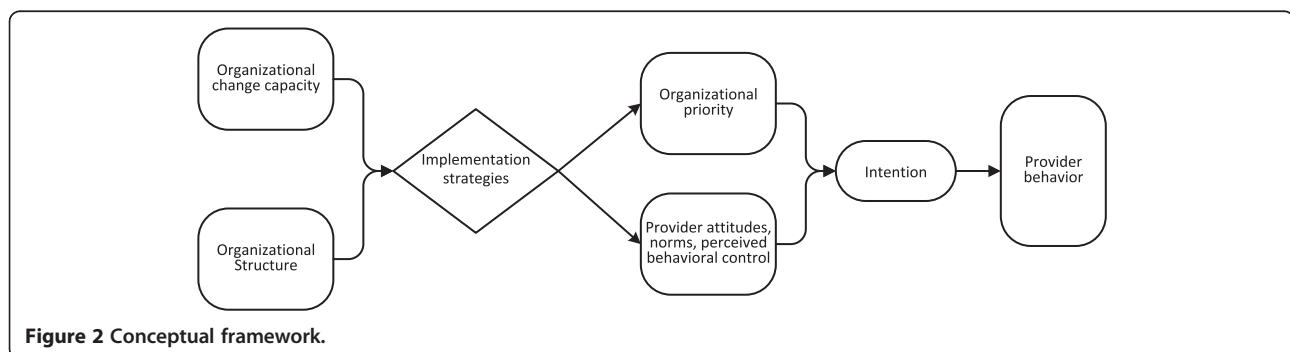 Organizational
change capacity
Organizational
Structure
Implementation
strategies
Organizational
priority
Provider attitudes,
norms, perceived
behavioral control
Intention
Provider
behavior
Figure 2 Conceptual framework.